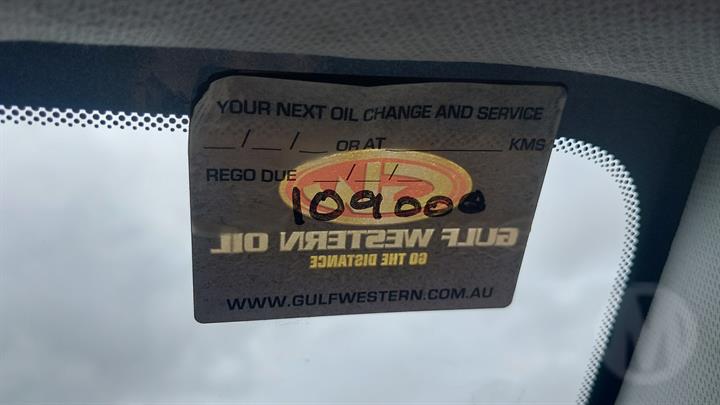 YOUR NEXT OIL CHANGE AND SERVICE
__/__/__ OR AT __________ KMS
REGO DUE __/__/__
109000
GULF WESTERN OIL
GO THE DISTANCE
WWW.GULFWESTERN.COM.AU